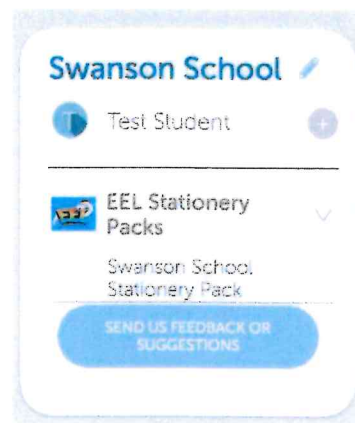 Swanson School
T
Test Student
+
EEL Stationery
Packs
Swanson School
Stationery Pack
SEND US FEEDBACK OR
SUGGESTIONS